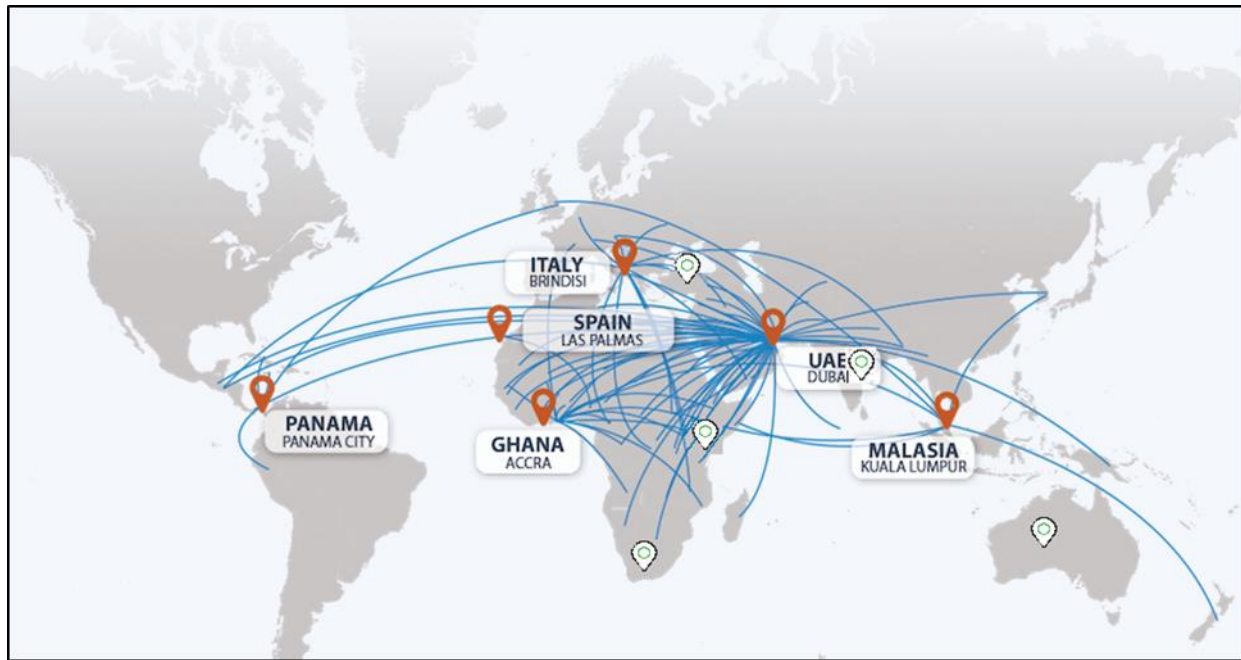 ITALY
BRINDISI
SPAIN
LAS PALMAS
UAE
DUBAI
PANAMA
PANAMA CITY
GHANA
ACCRA
MALASIA
KUALA LUMPUR